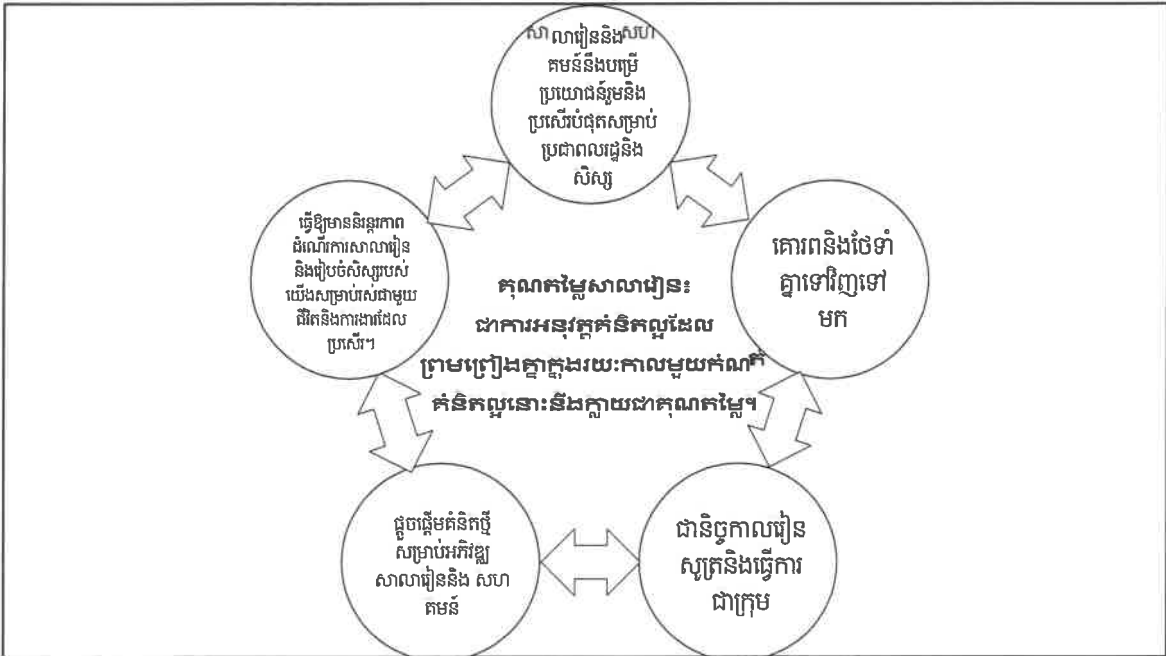 សាលារៀននិងសហ
គមន៍នឹងបម្រើ
ប្រយោជន៍រួមនិង
ប្រសើរបំផុតសម្រាប់
ប្រជាពលរដ្ឋនិង
សិស្ស
គោរពនិងថែទាំ
គ្នាទៅវិញទៅ
មក
ជានិច្ចកាលរៀន
សូត្រនិងធ្វើការ
ជាក្រុម
ផ្តួចផ្តើមគំនិតថ្មី
សម្រាប់អភិវឌ្ឍ
សាលារៀននិង សហ
គមន៍
ធ្វើឱ្យមាននិរន្តរភាព
ដំណើរការសាលារៀន
និងរៀបចំសិស្សរបស់
យើងសម្រាប់រស់ជាមួយ
ជីវិតនិងការងារដែល
ប្រសើរ។
គុណតម្លៃសាលារៀន៖
ជាការអនុវត្តគំនិតល្អដែល
ព្រមព្រៀងគ្នាក្នុងរយៈកាលមួយកំណត់
គំនិតល្អនោះនឹងក្លាយជាគុណតម្លៃ។